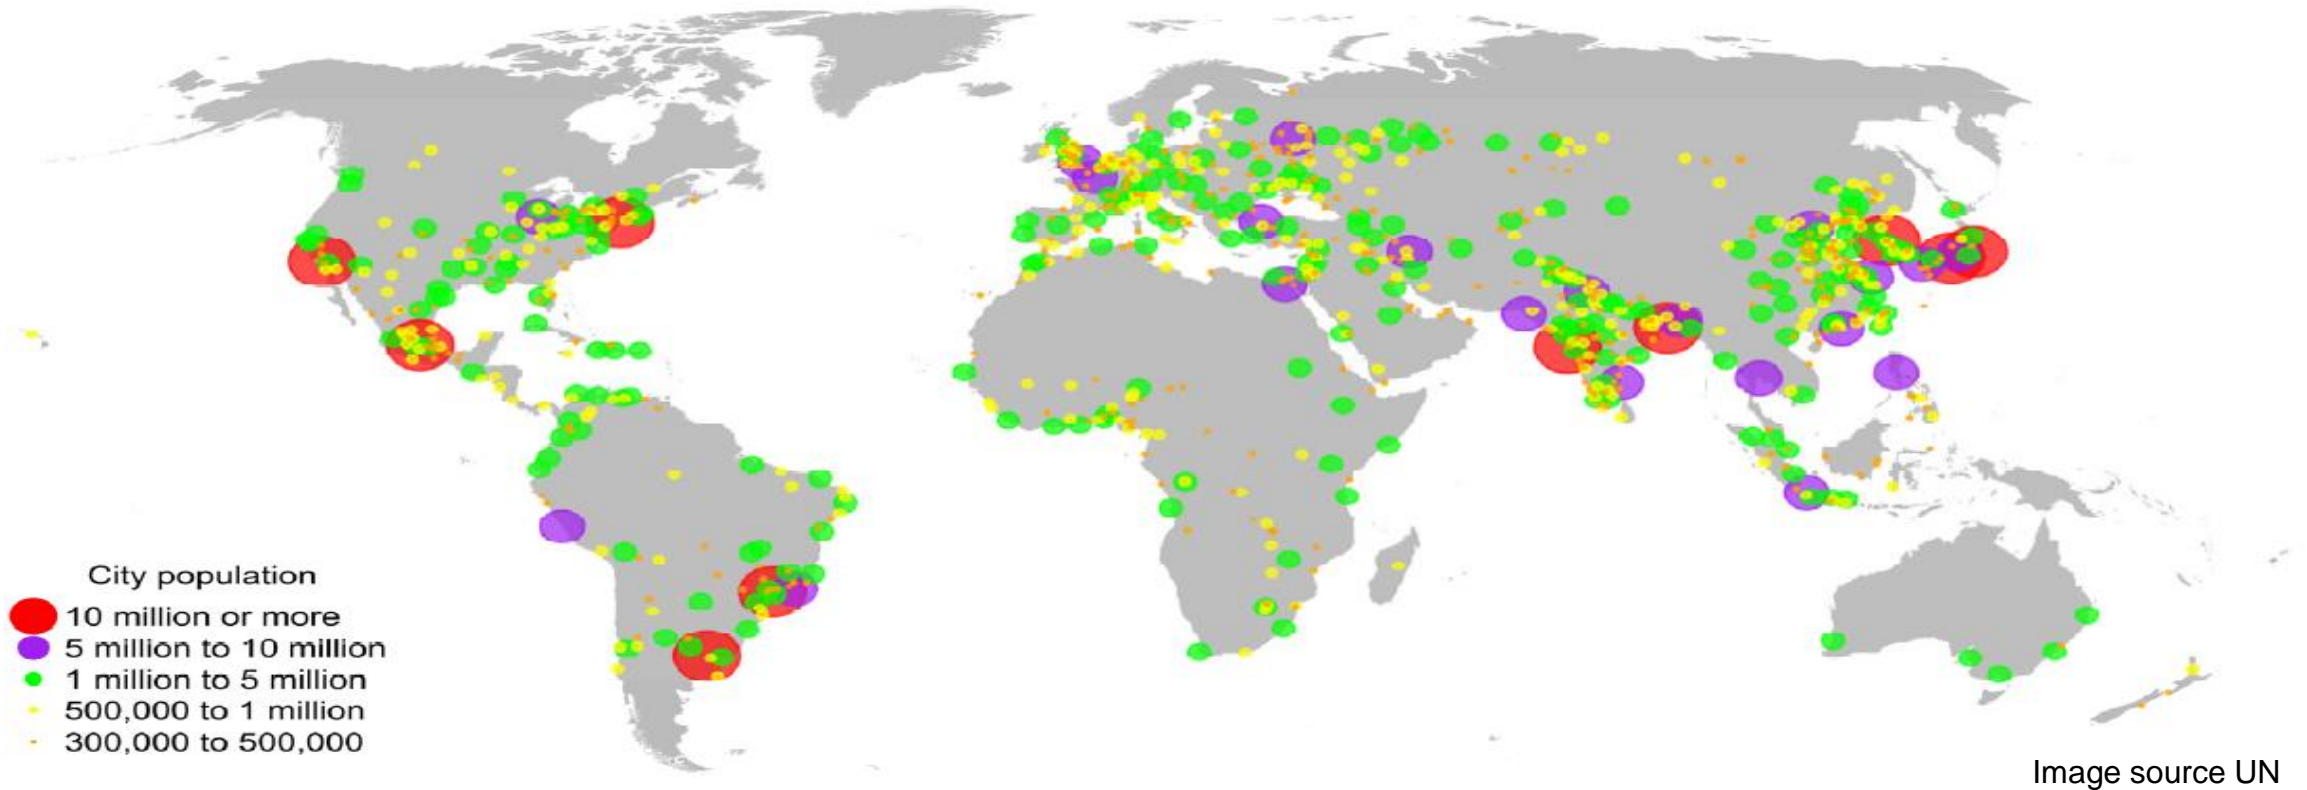 City population
10 million or more
5 million to 10 million
1 million to 5 million
500,000 to 1 million
300,000 to 500,000
Image source UN